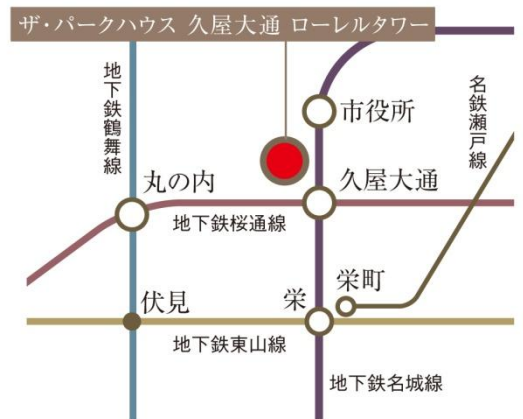 ザ・パークハウス 久屋大通 ローレルタワー
地下鉄鶴舞線
市役所
名鉄瀬戸線
丸の内
久屋大通
地下鉄桜通線
栄町
伏見
栄
地下鉄東山線
地下鉄名城線